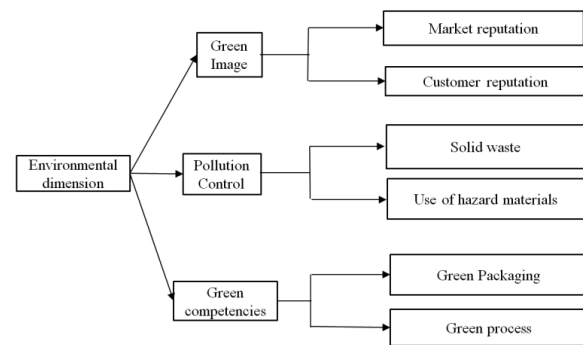 Green
Image
Market reputation
Customer reputation
Environmental
dimension
Pollution
Control
Solid waste
Use of hazard materials
Green
competencies
Green Packaging
Green process